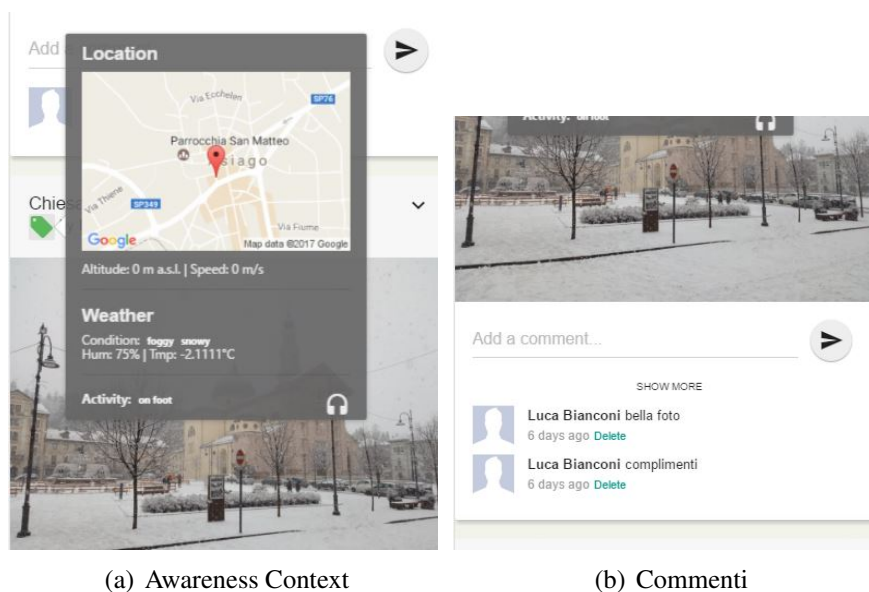 Add
Location
Via Ecchelen
SP76
Parrocchia San Matteo
siago
Via Thiene
SP349
Via Fiume
Google
Map data ©2017 Google
Chies
Altitude: 0 m a.s.l. | Speed: 0 m/s
Weather
Condition: foggy snowy
Hum: 75% | Tmp: -2.1111°C
Activity: on foot
(a) Awareness Context
Activity: on foot
Add a comment...
SHOW MORE
Luca Bianconi bella foto
6 days ago Delete
Luca Bianconi complimenti
6 days ago Delete
(b) Commenti